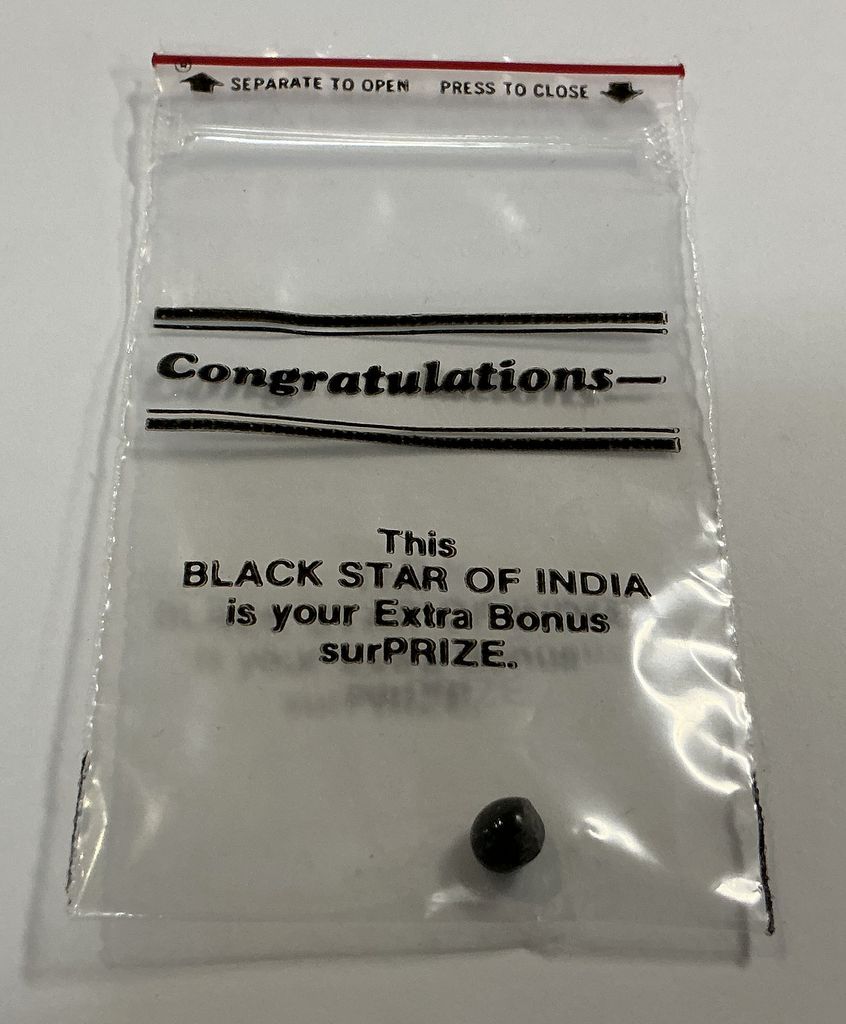 SEPARATE TO OPEN PRESS TO CLOSE
Congratulations—
This
BLACK STAR OF INDIA
is your Extra Bonus
surPRIZE.